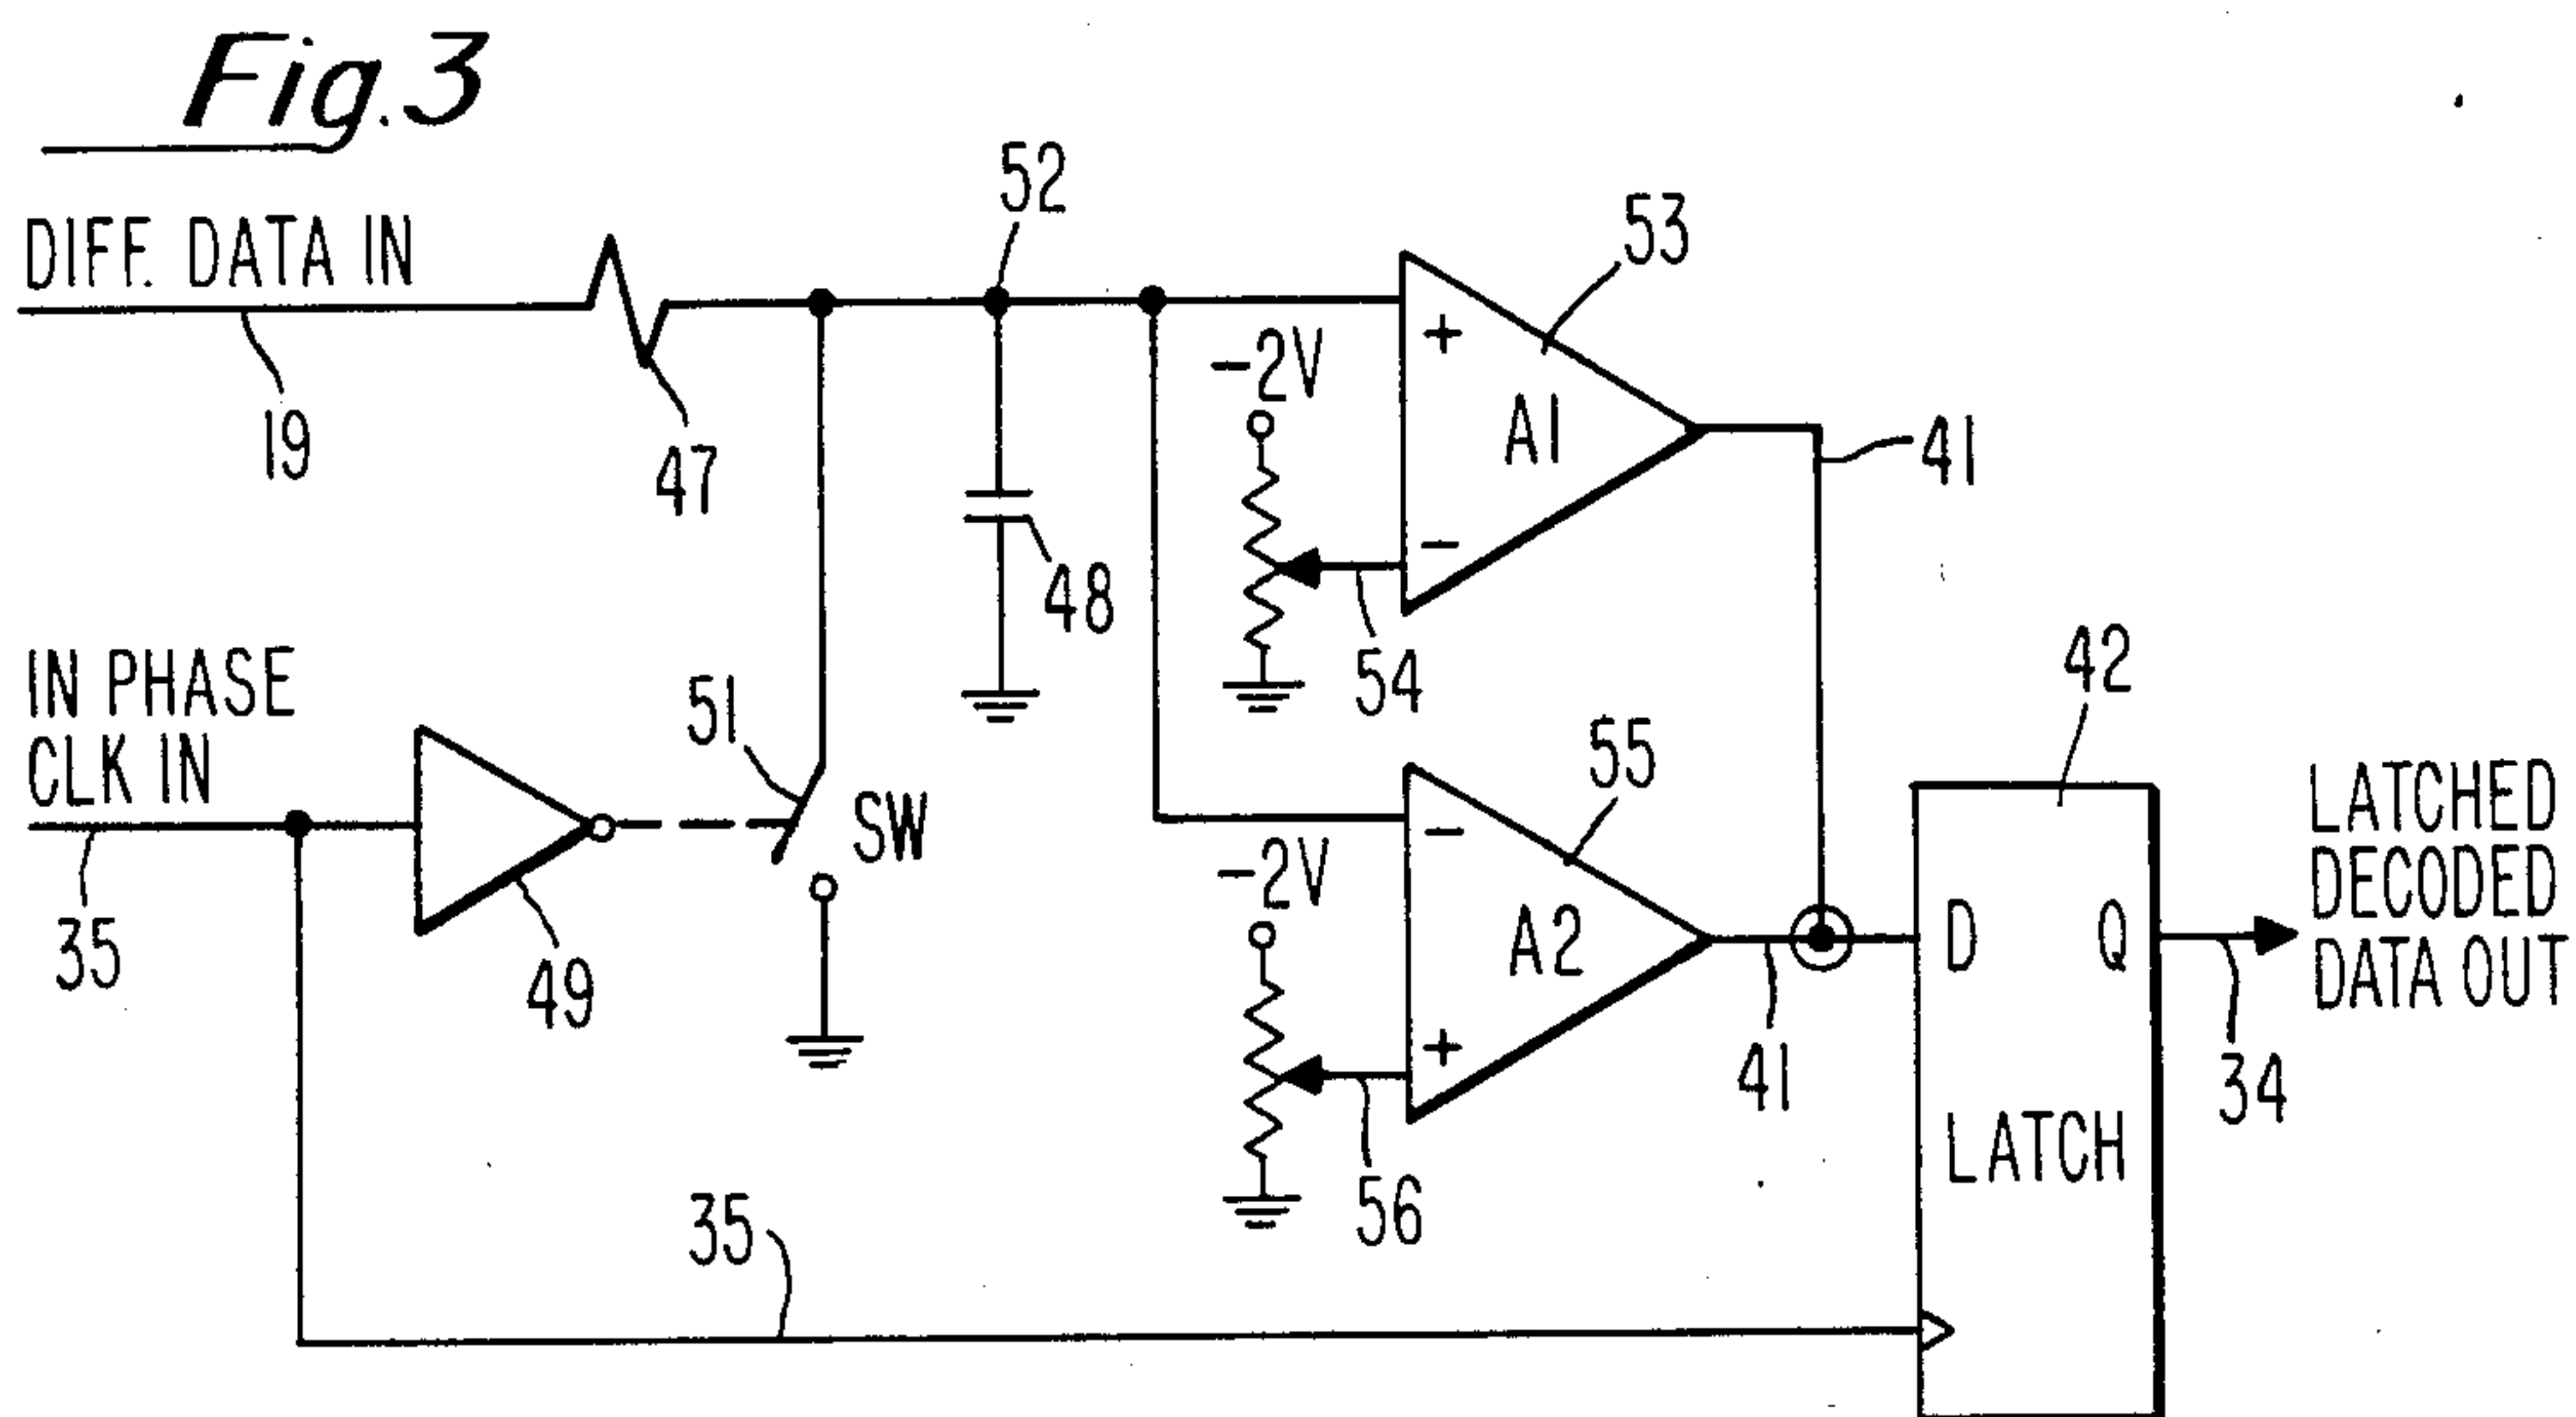 Fig.3
52
53
DIFF. DATA IN
-2V
19
47
A1
41
+
-
48
54
IN PHASE
CLK IN
51
SW
42
55
-
-2V
LATCHED
DECODED
DATA OUT
35
49
A2
D
Q
+
41
34
56
LATCH
35